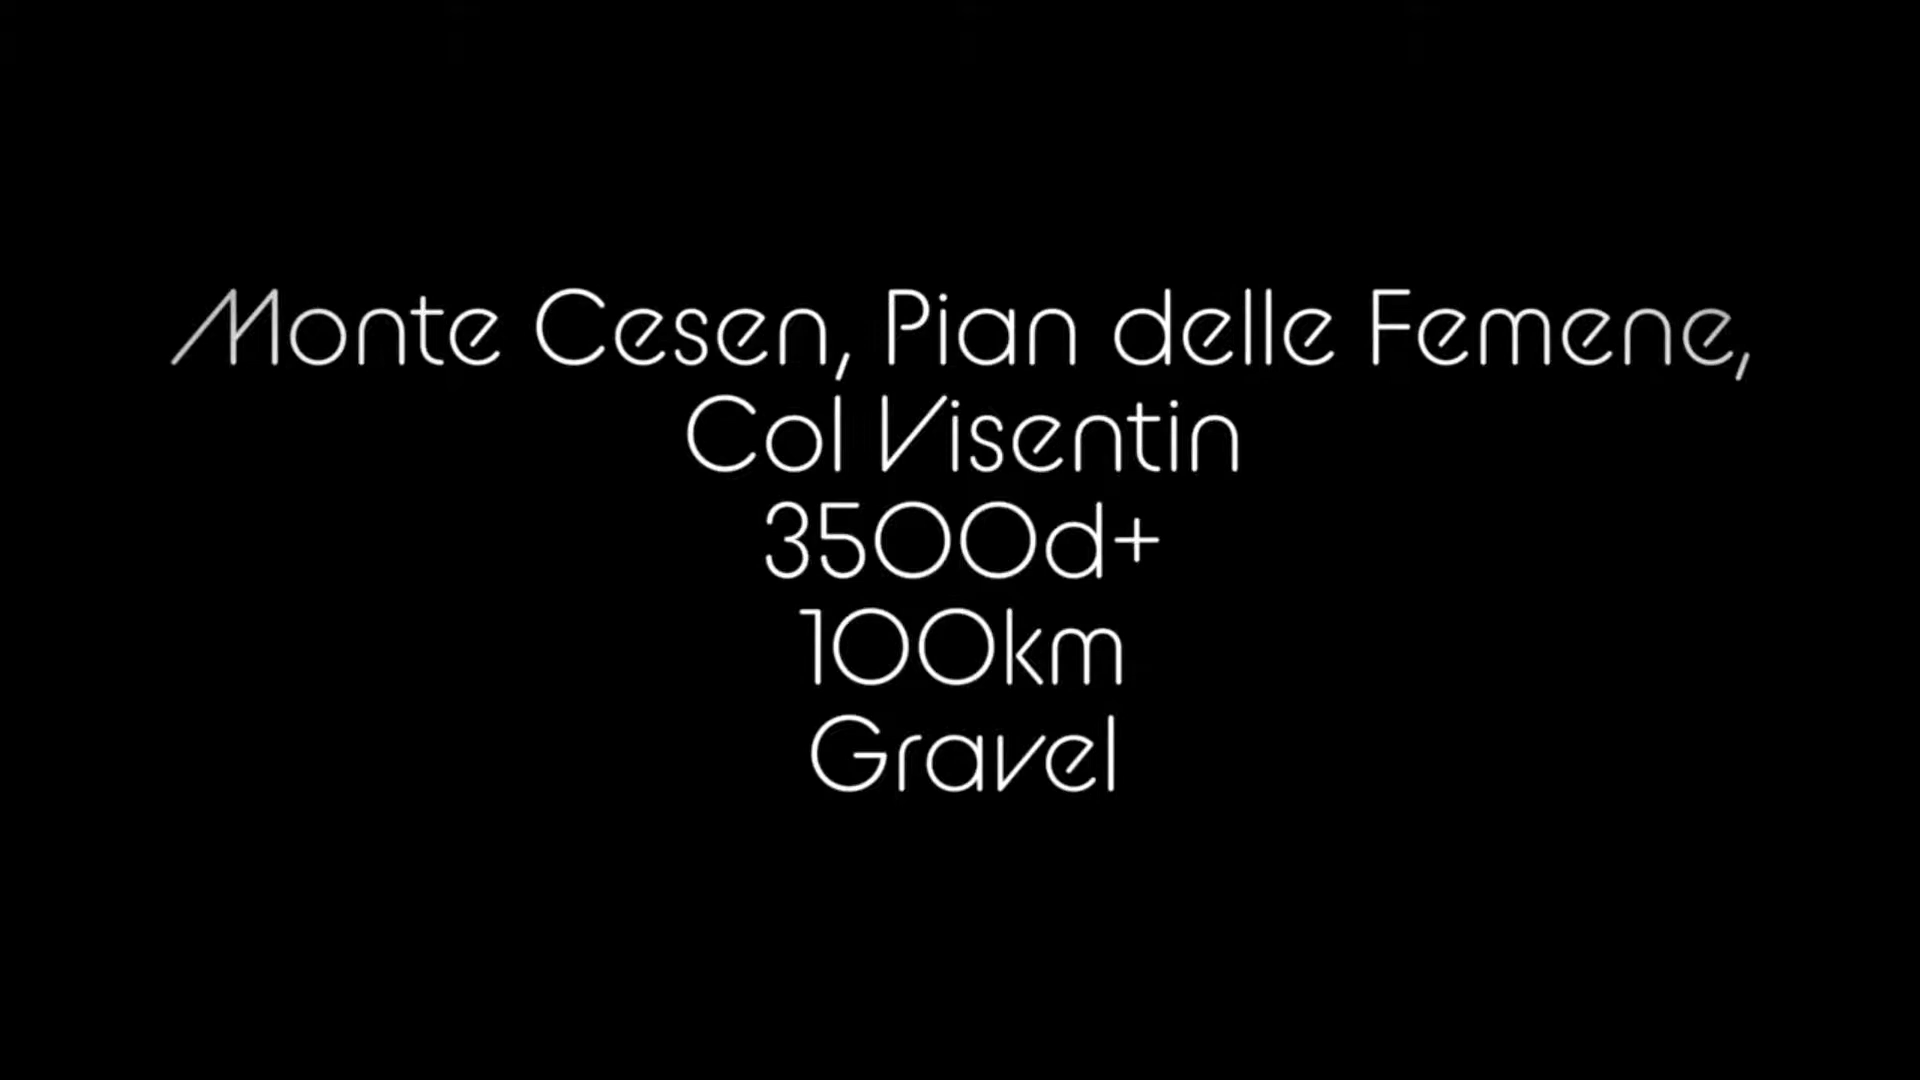 Monte Cesen, Pian delle Femene,
Col Visentin
3500d+
100km
Gravel